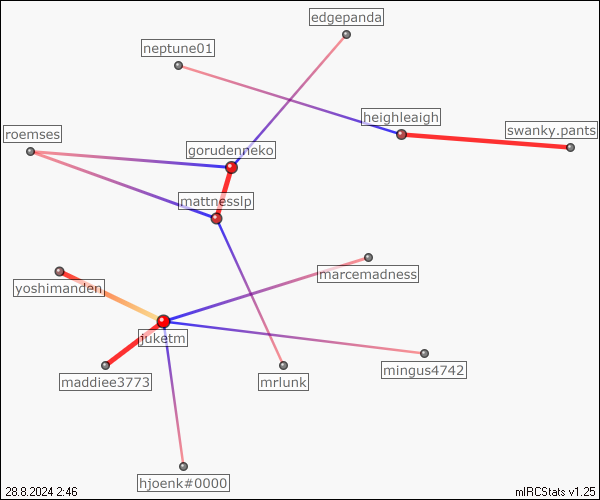 edgepanda
neptune01
heighleaigh
swanky.pants
roemses
gorudenneko
mattnesslp
marcemadness
yoshimanden
juketm
mingus4742
maddiee3773
mrlunk
hjoenk#0000
28.8.2024 2:46
mIRCStats v1.25